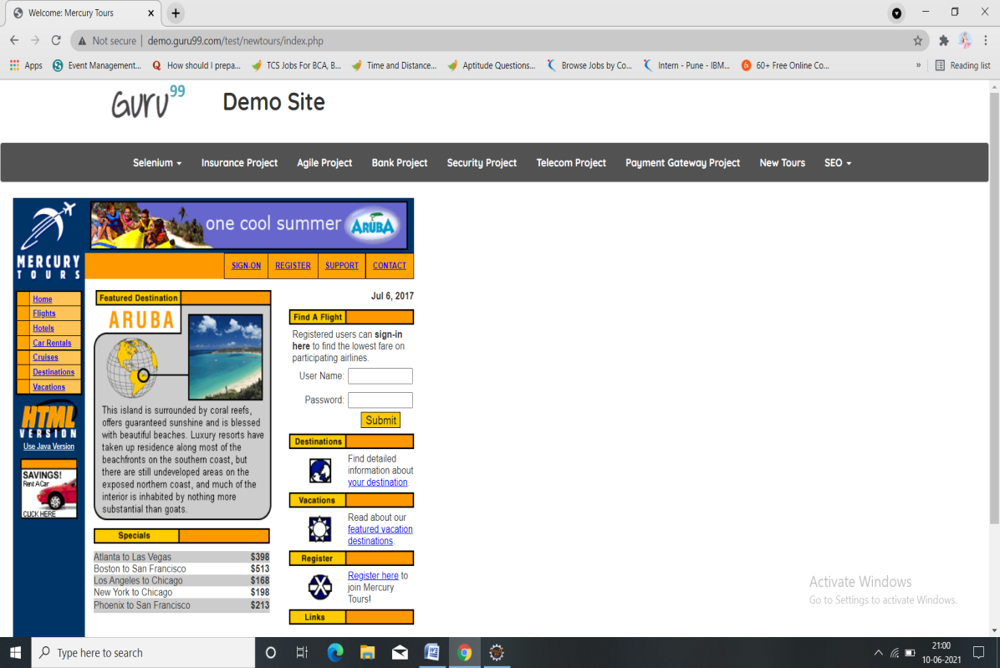 Welcome: Mercury Tours
Not secure | demo.guru99.com/test/newtours/index.php
Apps Event Management... How should I prepa... TCS Jobs For BCA, B... Time and Distance... Aptitude Questions... Browse Jobs by Co... Intern - Pune - IBM... 60+ Free Online Co... » Reading list
Guru99 Demo Site
Selenium Insurance Project Agile Project Bank Project Security Project Telecom Project Payment Gateway Project New Tours SEO
one cool summer ARUBA
MERCURY
TOURS
SIGN-ON REGISTER SUPPORT CONTACT
Home
Flights
Hotels
Car Rentals
Cruises
Destinations
Vacations
HTML
VERSION
Use Java Version
SAVINGS!
Rent A Car
CLICK HERE
Featured Destination
ARUBA
This island is surrounded by coral reefs,
offers guaranteed sunshine and is blessed
with beautiful beaches. Luxury resorts have
taken up residence along most of the
beachfronts on the southern coast, but
there are still undeveloped areas on the
exposed northern coast, and much of the
interior is inhabited by nothing more
substantial than goats.
Specials
Atlanta to Las Vegas $398
Boston to San Francisco $513
Los Angeles to Chicago $168
New York to Chicago $198
Phoenix to San Francisco $213
Jul 6, 2017
Find A Flight
Registered users can sign-in
here to find the lowest fare on
participating airlines.
User Name:
Password:
Submit
Destinations
Find detailed
information about
your destination.
Vacations
Read about our
featured vacation
destinations.
Register
Register here to
join Mercury
Tours!
Links
Activate Windows
Go to Settings to activate Windows.
Type here to search
21:00
10-06-2021